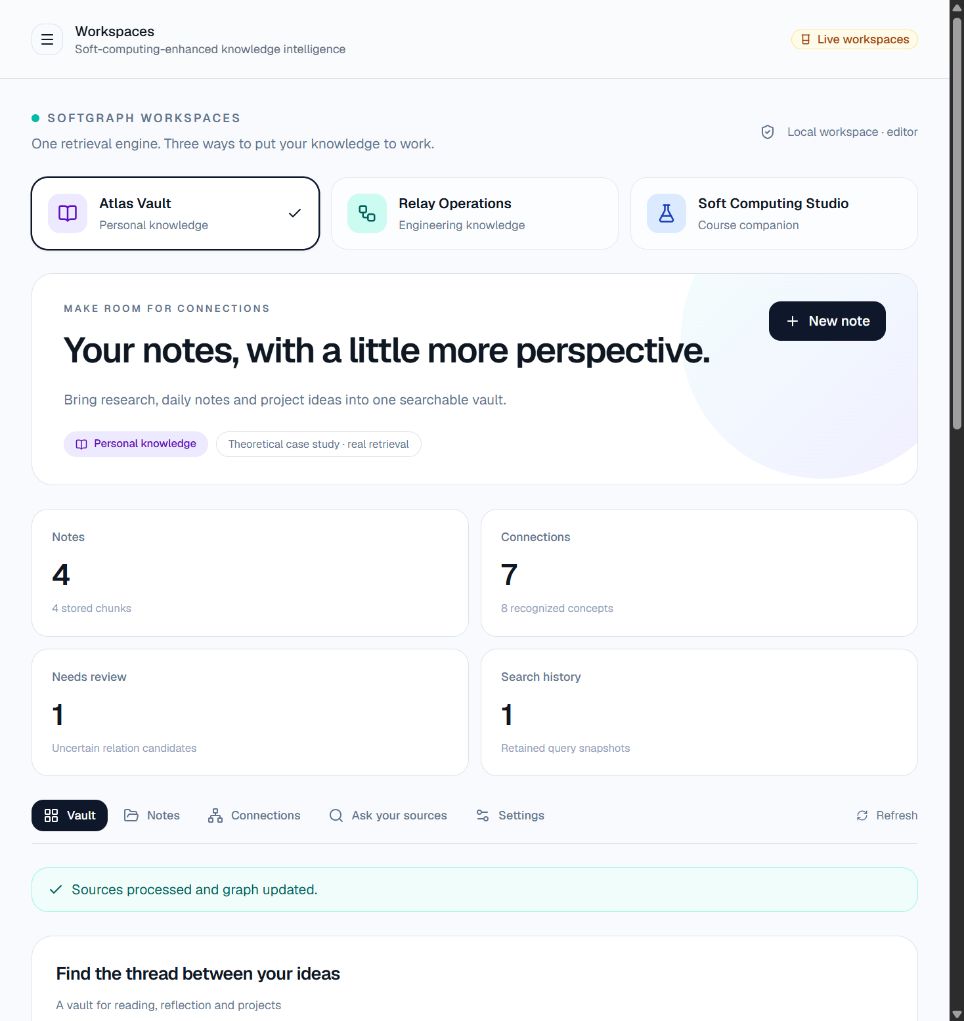 Workspaces
Soft-computing-enhanced knowledge intelligence
Live workspaces
SOFTGRAPH WORKSPACES
One retrieval engine. Three ways to put your knowledge to work.
Local workspace · editor
Atlas Vault
Personal knowledge
Relay Operations
Engineering knowledge
Soft Computing Studio
Course companion
MAKE ROOM FOR CONNECTIONS
New note
Your notes, with a little more perspective.
Bring research, daily notes and project ideas into one searchable vault.
Personal knowledge
Theoretical case study · real retrieval
Notes
4
4 stored chunks
Connections
7
8 recognized concepts
Needs review
1
Uncertain relation candidates
Search history
1
Retained query snapshots
Vault
Notes
Connections
Ask your sources
Settings
Refresh
Sources processed and graph updated.
Find the thread between your ideas
A vault for reading, reflection and projects